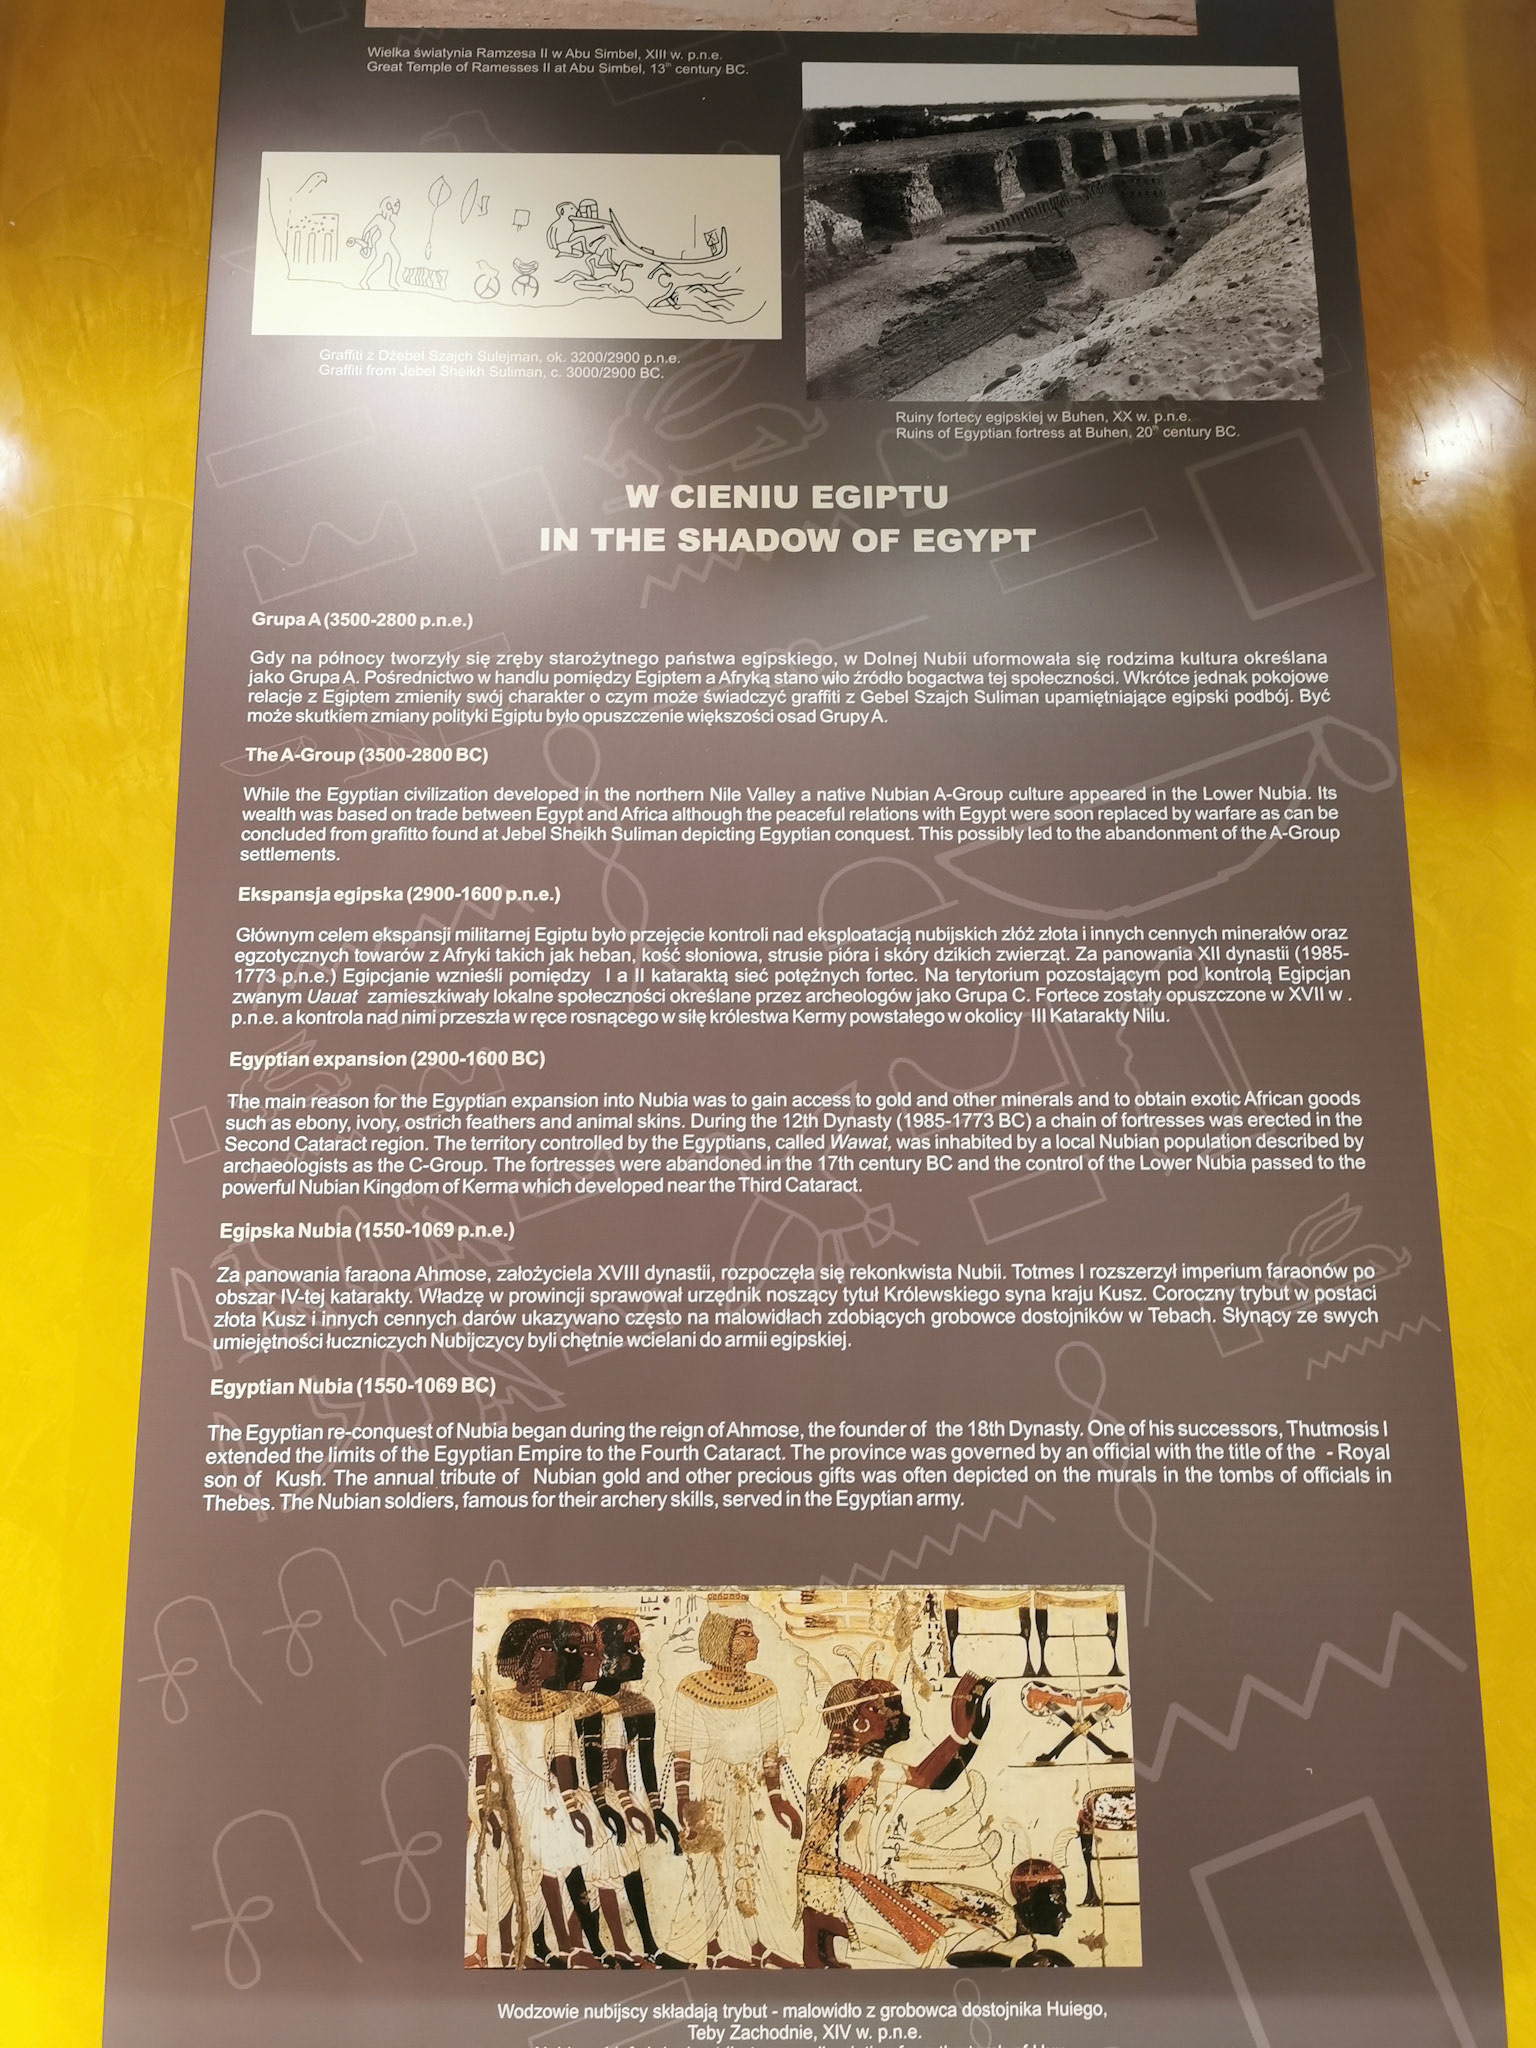 Wielka światynia Ramzesa II w Abu Simbel, XIII w. p.n.e.
Great Temple of Ramesses II at Abu Simbel, 13th century BC.
Graffiti z Dżebel Szajch Sulejman, ok. 3200/2900 p.n.e.
Graffiti from Jebel Sheikh Suliman, c. 3000/2900 BC.
Ruiny fortecy egipskiej w Buhen, XX w. p.n.e.
Ruins of Egyptian fortress at Buhen, 20th century BC.
W CIENIU EGIPTU
IN THE SHADOW OF EGYPT
Grupa A (3500-2800 p.n.e.)
Gdy na północy tworzyły się zręby starożytnego państwa egipskiego, w Dolnej Nubii uformowała się rodzima kultura określana
jako Grupa A. Pośrednictwo w handlu pomiędzy Egiptem a Afryką stano wiło źródło bogactwa tej społeczności. Wkrótce jednak pokojowe
relacje z Egiptem zmieniły swój charakter o czym może świadczyć graffiti z Gebel Szajch Suliman upamiętniające egipski podbój. Być
może skutkiem zmiany polityki Egiptu było opuszczenie większości osad Grupy A.
The A-Group (3500-2800 BC)
While the Egyptian civilization developed in the northern Nile Valley a native Nubian A-Group culture appeared in the Lower Nubia. Its
wealth was based on trade between Egypt and Africa although the peaceful relations with Egypt were soon replaced by warfare as can be
concluded from grafitto found at Jebel Sheikh Suliman depicting Egyptian conquest. This possibly led to the abandonment of the A-Group
settlements.
Ekspansja egipska (2900-1600 p.n.e.)
Głównym celem ekspansji militarnej Egiptu było przejęcie kontroli nad eksploatacją nubijskich złóż złota i innych cennych minerałów oraz
egzotycznych towarów z Afryki takich jak heban, kość słoniowa, strusie pióra i skóry dzikich zwierząt. Za panowania XII dynastii (1985-
1773 p.n.e.) Egipcjanie wznieśli pomiędzy I a II kataraktą sieć potężnych fortec. Na terytorium pozostającym pod kontrolą Egipcjan
zwanym Uauat zamieszkiwały lokalne społeczności określane przez archeologów jako Grupa C. Fortece zostały opuszczone w XVII w .
p.n.e. a kontrola nad nimi przeszła w ręce rosnącego w siłę królestwa Kermy powstałego w okolicy III Katarakty Nilu.
Egyptian expansion (2900-1600 BC)
The main reason for the Egyptian expansion into Nubia was to gain access to gold and other minerals and to obtain exotic African goods
such as ebony, ivory, ostrich feathers and animal skins. During the 12th Dynasty (1985-1773 BC) a chain of fortresses was erected in the
Second Cataract region. The territory controlled by the Egyptians, called Wawat, was inhabited by a local Nubian population described by
archaeologists as the C-Group. The fortresses were abandoned in the 17th century BC and the control of the Lower Nubia passed to the
powerful Nubian Kingdom of Kerma which developed near the Third Cataract.
Egipska Nubia (1550-1069 p.n.e.)
Za panowania faraona Ahmose, założyciela XVIII dynastii, rozpoczęła się rekonkwista Nubii. Totmes I rozszerzył imperium faraonów po
obszar IV-tej katarakty. Władzę w prowincji sprawował urzędnik noszący tytuł Królewskiego syna kraju Kusz. Coroczny trybut w postaci
złota Kusz i innych cennych darów ukazywano często na malowidłach zdobiących grobowce dostojników w Tebach. Słynący ze swych
umiejętności łuczniczych Nubijczycy byli chętnie wcielani do armii egipskiej.
Egyptian Nubia (1550-1069 BC)
The Egyptian re-conquest of Nubia began during the reign of Ahmose, the founder of the 18th Dynasty. One of his successors, Thutmosis I
extended the limits of the Egyptian Empire to the Fourth Cataract. The province was governed by an official with the title of the - Royal
son of Kush. The annual tribute of Nubian gold and other precious gifts was often depicted on the murals in the tombs of officials in
Thebes. The Nubian soldiers, famous for their archery skills, served in the Egyptian army.
Wodzowie nubijscy składają trybut - malowidło z grobowca dostojnika Huiego,
Teby Zachodnie, XIV w. p.n.e.